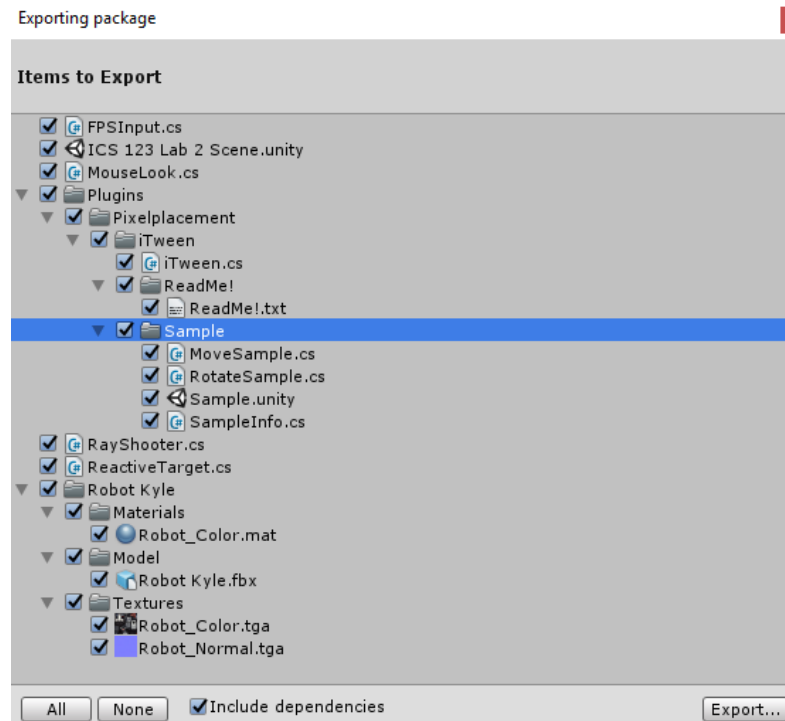 Exporting package
Items to Export
FPSInput.cs
ICS 123 Lab 2 Scene.unity
MouseLook.cs
Plugins
Pixelplacement
iTween
iTween.cs
ReadMe!
ReadMe!.txt
Sample
MoveSample.cs
RotateSample.cs
Sample.unity
SampleInfo.cs
RayShooter.cs
ReactiveTarget.cs
Robot Kyle
Materials
Robot_Color.mat
Model
Robot Kyle.fbx
Textures
Robot_Color.tga
Robot_Normal.tga
All None Include dependencies Export...